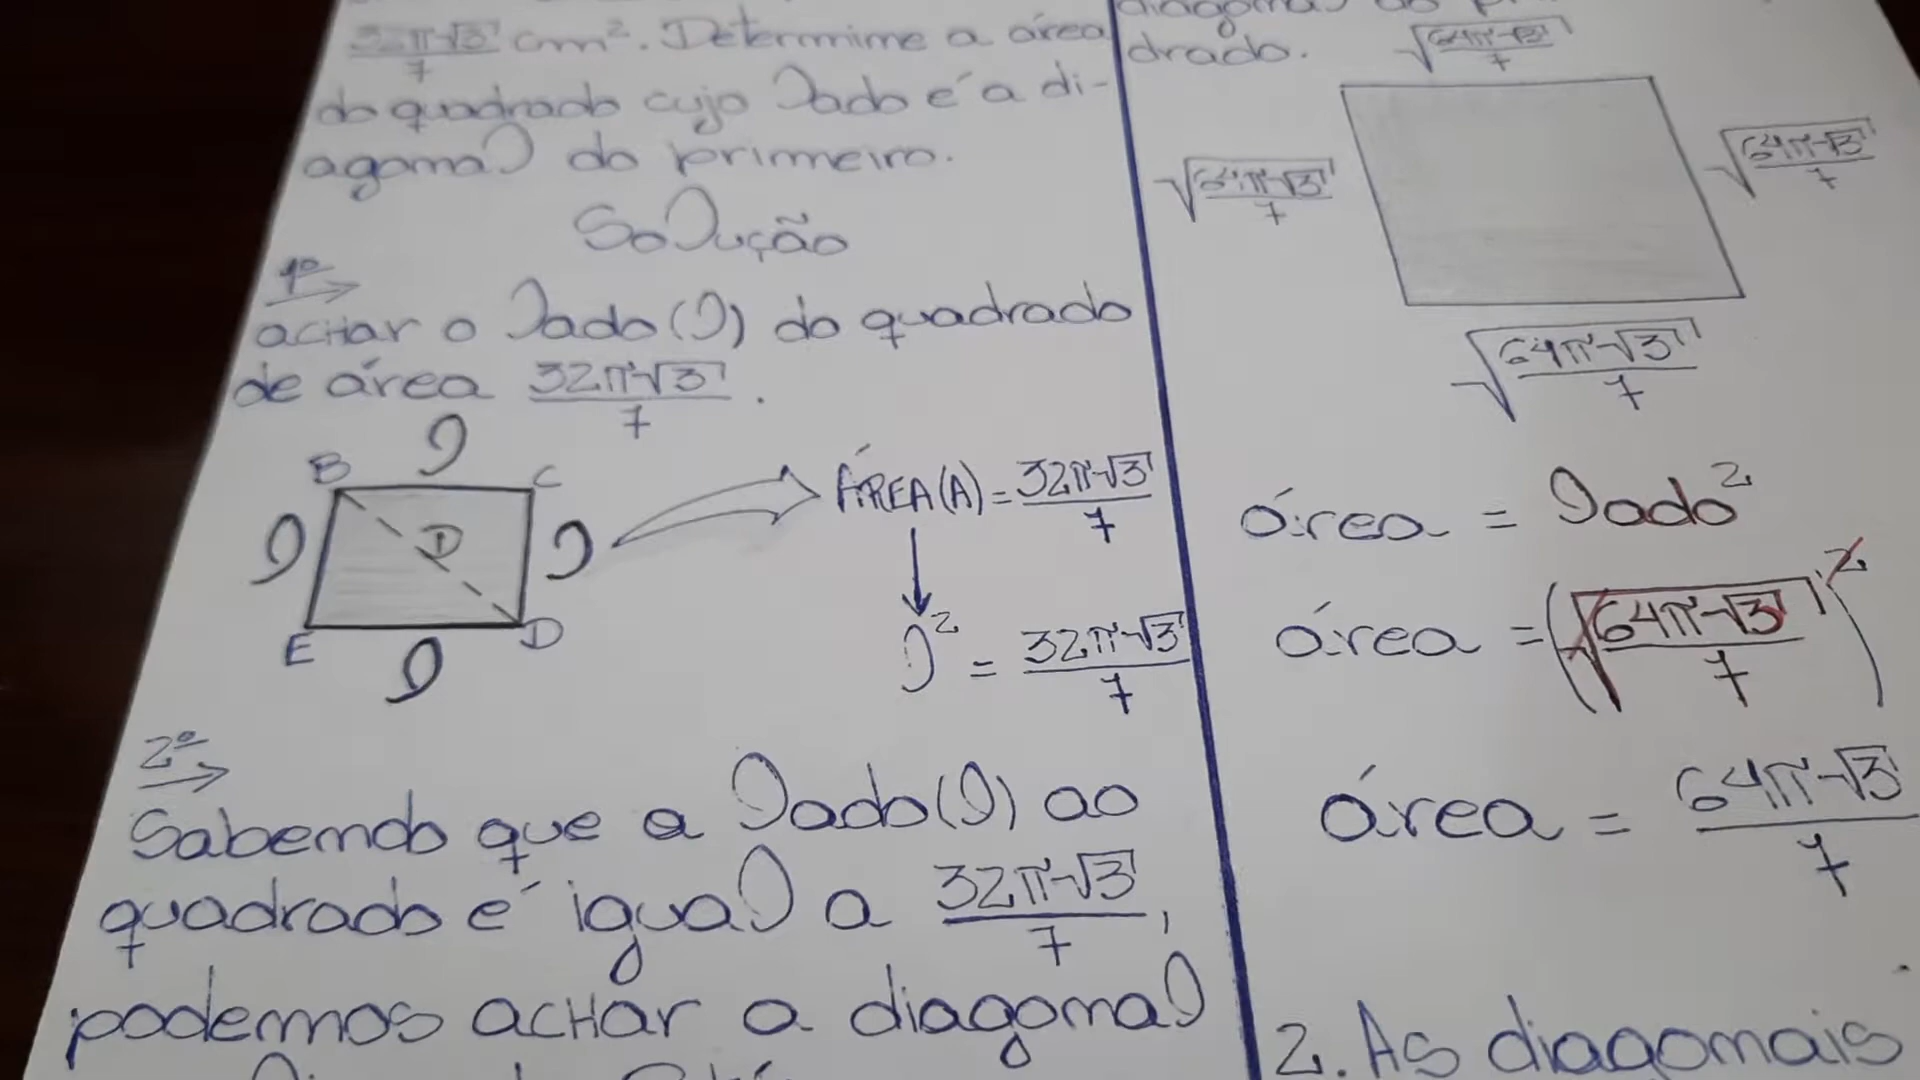 32π√3/7 cm². Determine a área
do quadrado cujo lado é a di-
agonal do primeiro.
Solução
1º →
achar o lado(l) do quadrado
de área 32π√3/7.
l
B C
l D l
E D
l
ÁREA(A) = 32π√3/7
l² = 32π√3/7
2º →
Sabendo que a lado(l) ao
quadrado é igual a 32π√3/7,
podemos achar a diagonal
drado.
√(64π√3/7)
√(64π√3/7) √(64π√3/7)
√(64π√3/7)
área = lado²
área = (√(64π√3/7))²
área = 64π√3/7
2. As diagonais